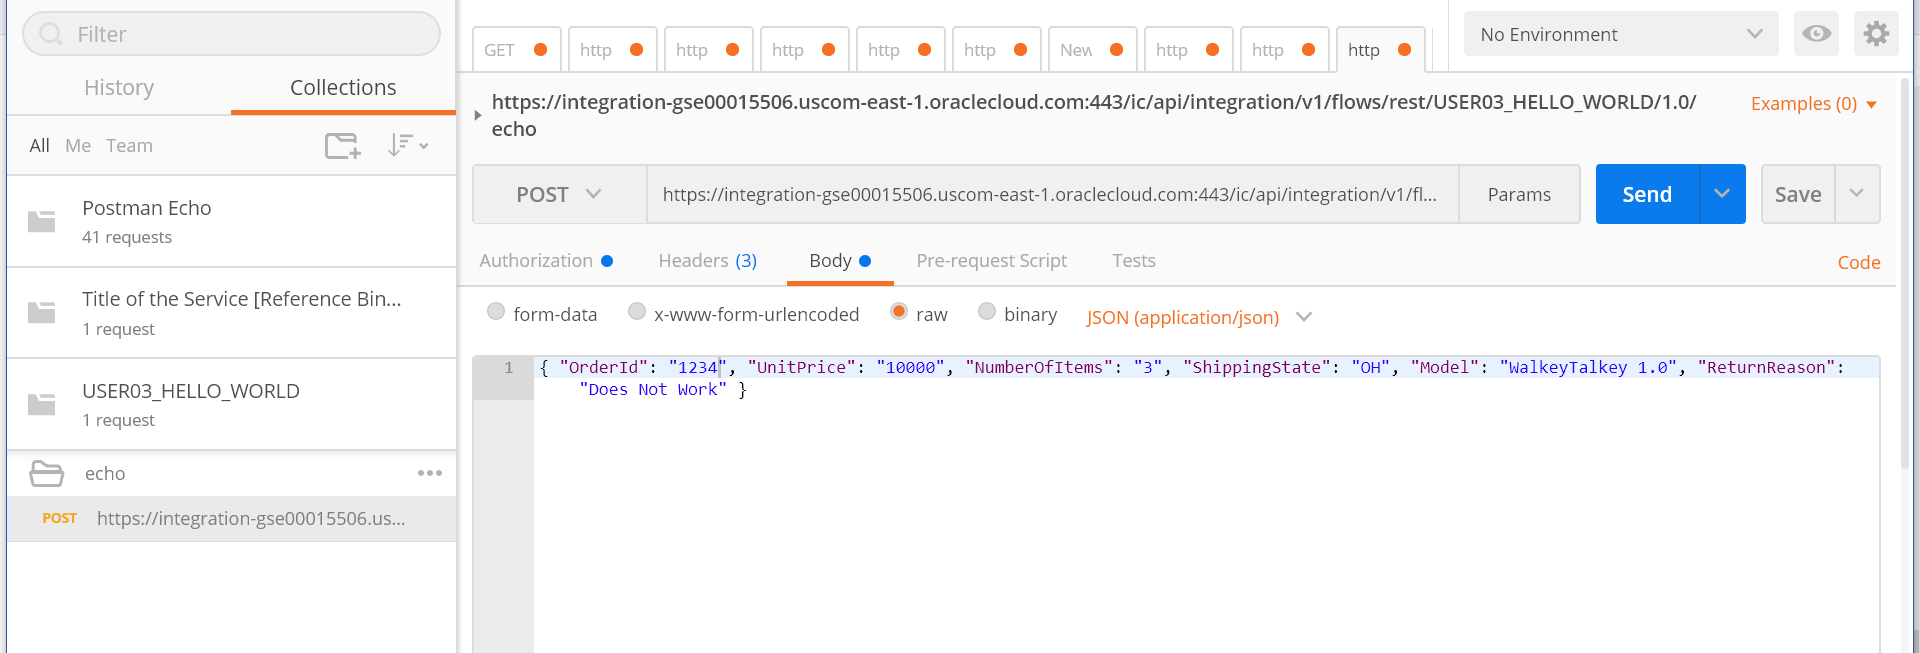 Filter
History
Collections
All Me Team
Postman Echo
41 requests
Title of the Service [Reference Bin...
1 request
USER03_HELLO_WORLD
1 request
echo
POST https://integration-gse00015506.us...
GET http http http http http New http http http
No Environment
https://integration-gse00015506.uscom-east-1.oraclecloud.com:443/ic/api/integration/v1/flows/rest/USER03_HELLO_WORLD/1.0/
echo
Examples (0)
POST https://integration-gse00015506.uscom-east-1.oraclecloud.com:443/ic/api/integration/v1/fl... Params Send Save
Authorization Headers (3) Body Pre-request Script Tests Code
form-data x-www-form-urlencoded raw binary JSON (application/json)
1 { "OrderId": "1234", "UnitPrice": "10000", "NumberOfItems": "3", "ShippingState": "OH", "Model": "WalkeyTalkey 1.0", "ReturnReason":
"Does Not Work" }